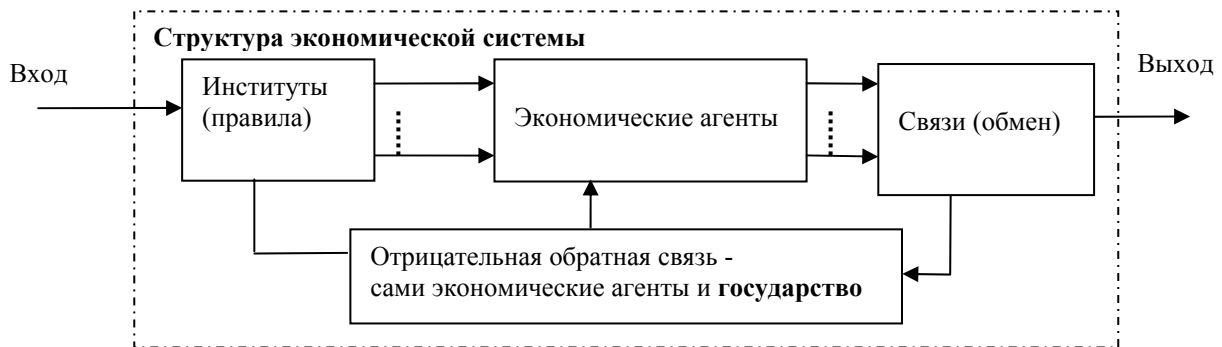 Структура экономической системы
Вход
Выход
Институты
(правила)
Экономические агенты
Связи (обмен)
Отрицательная обратная связь -
сами экономические агенты и государство